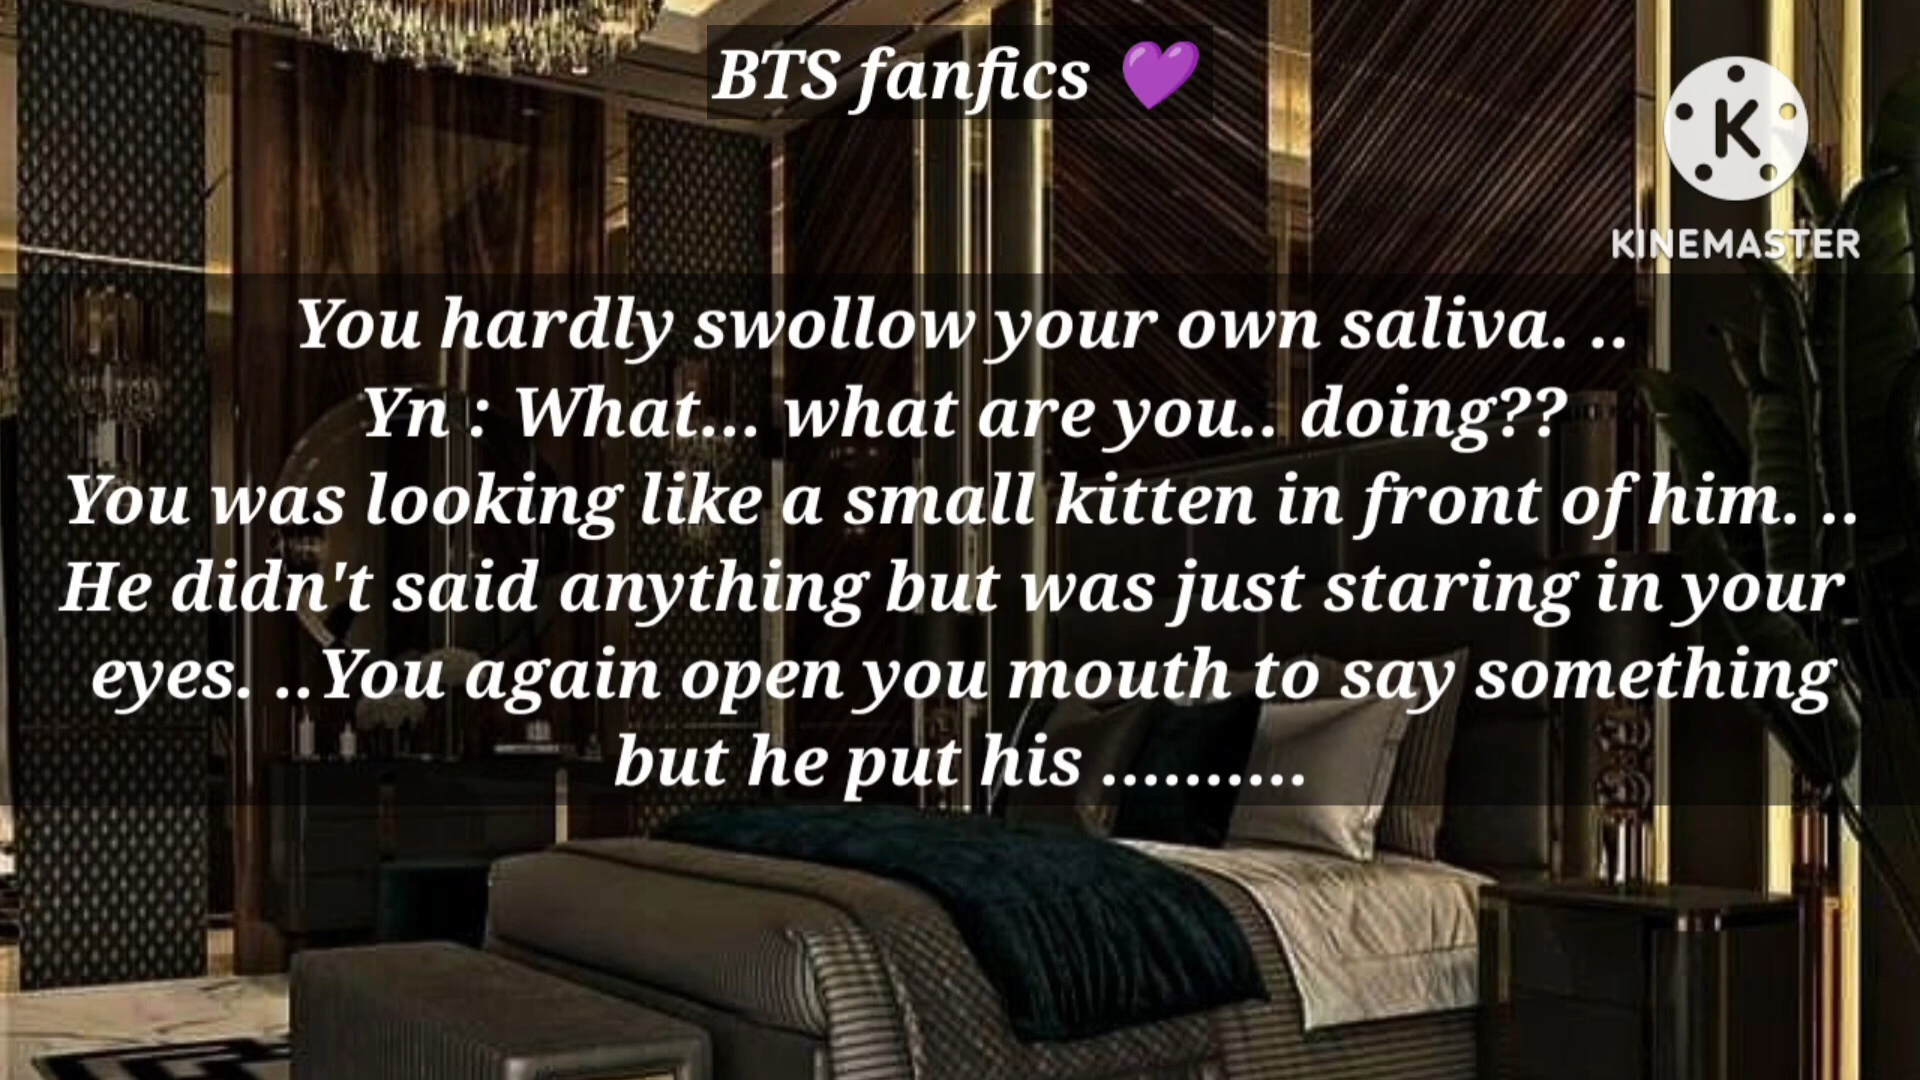 BTS fanfics 💜
KINEMASTER
You hardly swollow your own saliva. ..
Yn : What... what are you.. doing??
You was looking like a small kitten in front of him. ..
He didn't said anything but was just staring in your
eyes. ..You again open you mouth to say something
but he put his ..........